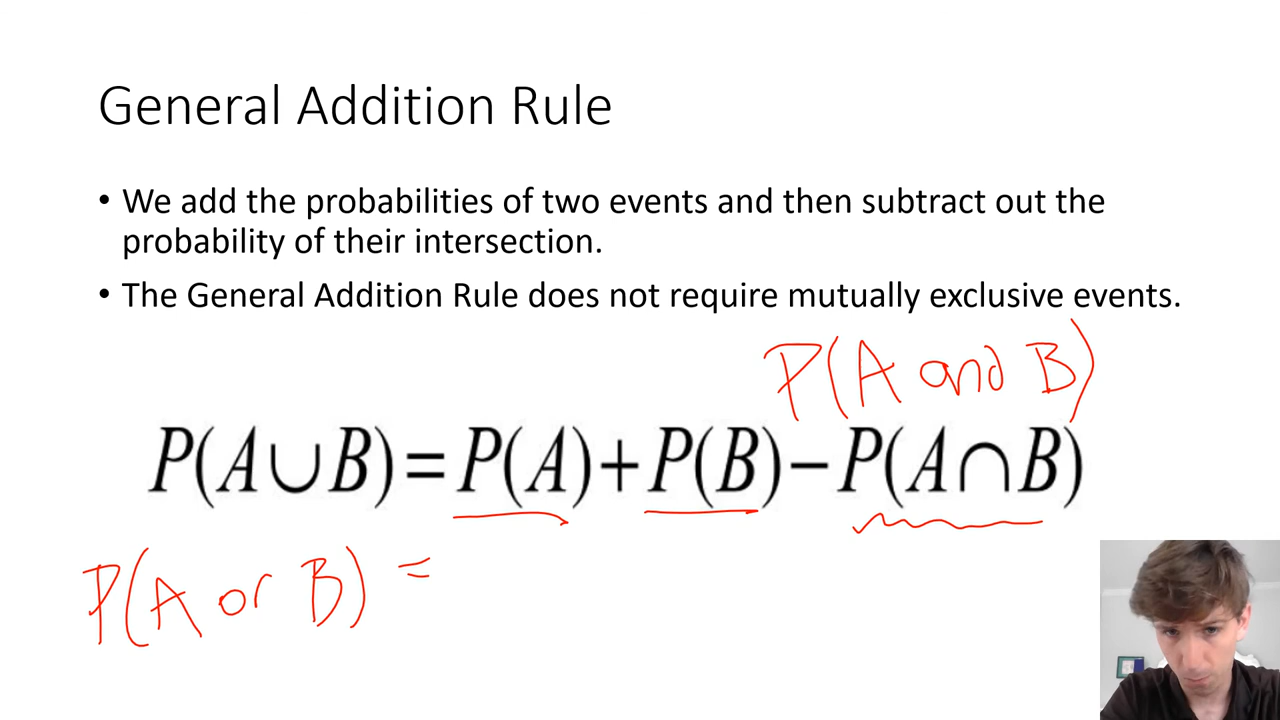 General Addition Rule
• We add the probabilities of two events and then subtract out the
probability of their intersection.
• The General Addition Rule does not require mutually exclusive events.
P(A and B)
P(A∪B)=P(A)+P(B)−P(A∩B)
P(A or B) =